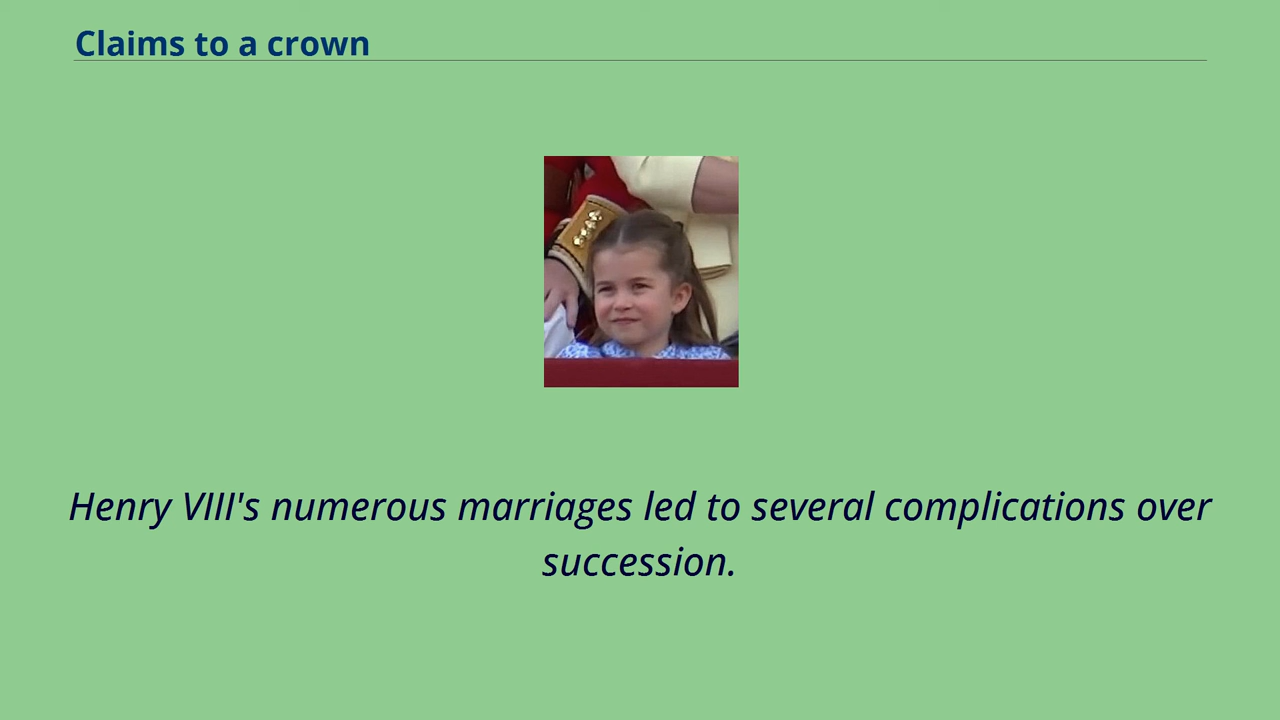 Claims to a crown
Henry VIII's numerous marriages led to several complications over
succession.